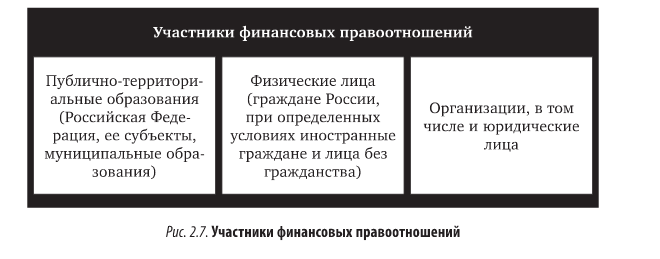 Участники финансовых правоотношений
Публично-территори-
альные образования
(Российская Феде-
рация, ее субъекты,
муниципальные обра-
зования)
Физические лица
(граждане России,
при определенных
условиях иностранные
граждане и лица без
гражданства)
Организации, в том
числе и юридические
лица
Рис. 2.7. Участники финансовых правоотношений